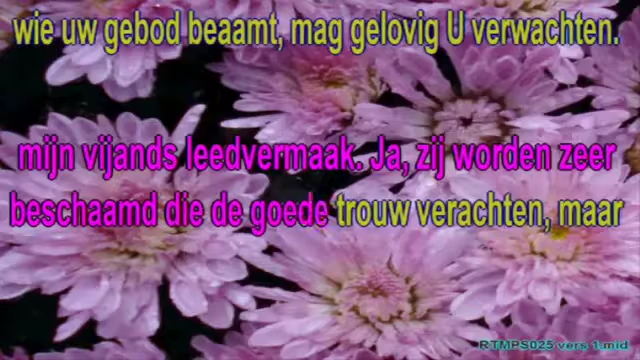 wie uw gebod beaamt, mag gelovig U verwachten.
mijn vijands leedvermaak. Ja, zij worden zeer
beschaamd die de goede trouw verachten, maar
RTMPS025 vers 1.mid